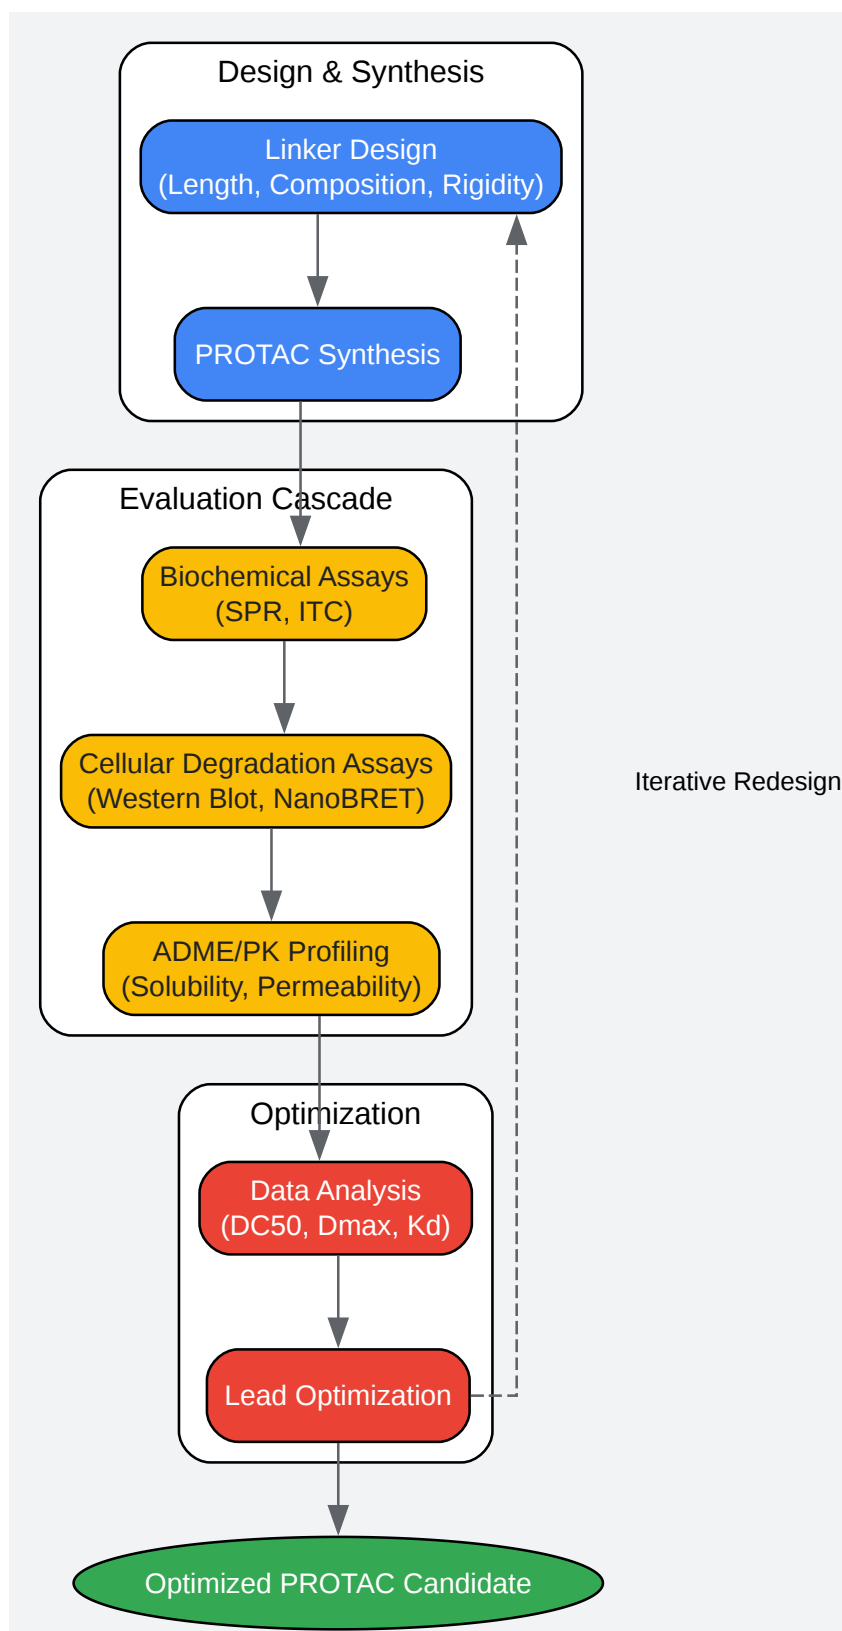 Design & Synthesis
Linker Design
(Length, Composition, Rigidity)
PROTAC Synthesis
Evaluation Cascade
Biochemical Assays
(SPR, ITC)
Cellular Degradation Assays
(Western Blot, NanoBRET)
Iterative Redesign
ADME/PK Profiling
(Solubility, Permeability)
Optimization
Data Analysis
(DC50, Dmax, Kd)
Lead Optimization
Optimized PROTAC Candidate